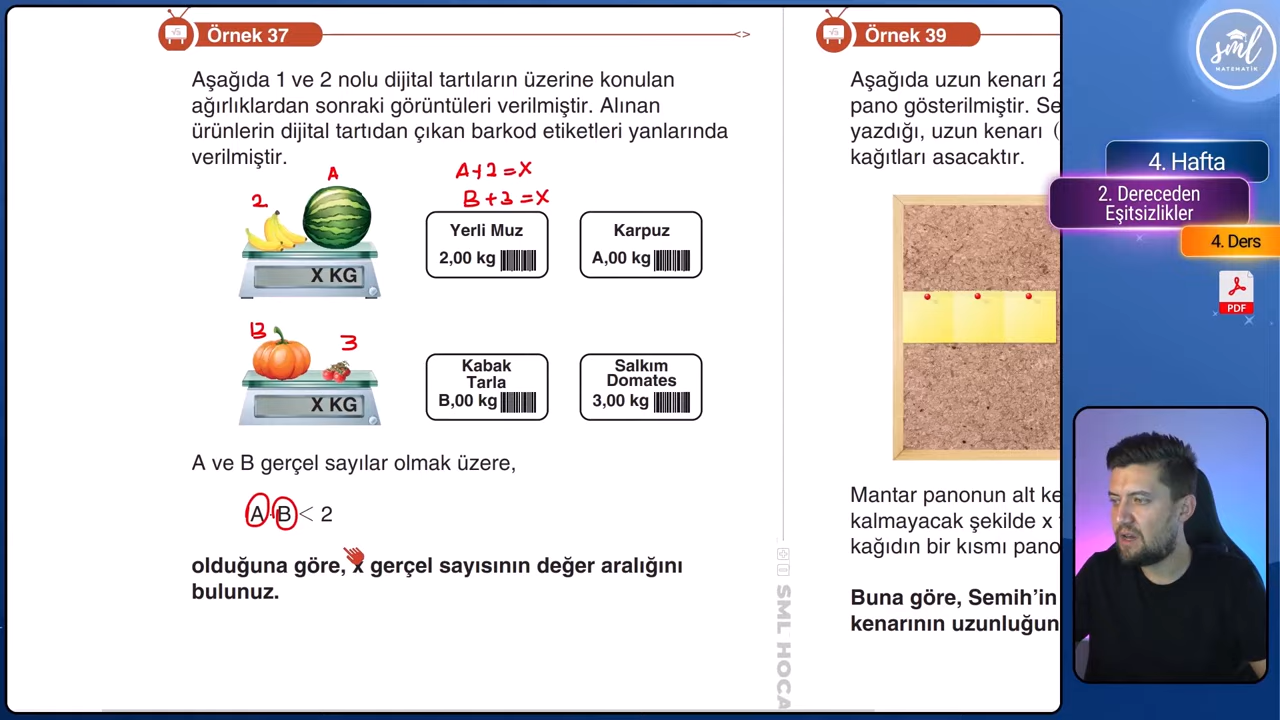 Örnek 37
Aşağıda 1 ve 2 nolu dijital tartıların üzerine konulan
ağırlıklardan sonraki görüntüleri verilmiştir. Alınan
ürünlerin dijital tartıdan çıkan barkod etiketleri yanlarında
verilmiştir.
A
2
A+2=X
B+3=X
Yerli Muz
2,00 kg
Karpuz
A,00 kg
X KG
B
3
Kabak
Tarla
B,00 kg
Salkım
Domates
3,00 kg
X KG
A ve B gerçel sayılar olmak üzere,
A.B < 2
olduğuna göre, x gerçel sayısının değer aralığını
bulunuz.
SML HOCA
Örnek 39
Aşağıda uzun kenarı 2
pano gösterilmiştir. Se
yazdığı, uzun kenarı (
kağıtları asacaktır.
Mantar panonun alt ke
kalmayacak şekilde x
kağıdın bir kısmı pano
Buna göre, Semih'in
kenarının uzunluğun
sml
MATEMATİK
4. Hafta
2. Dereceden
Eşitsizlikler
4. Ders
PDF